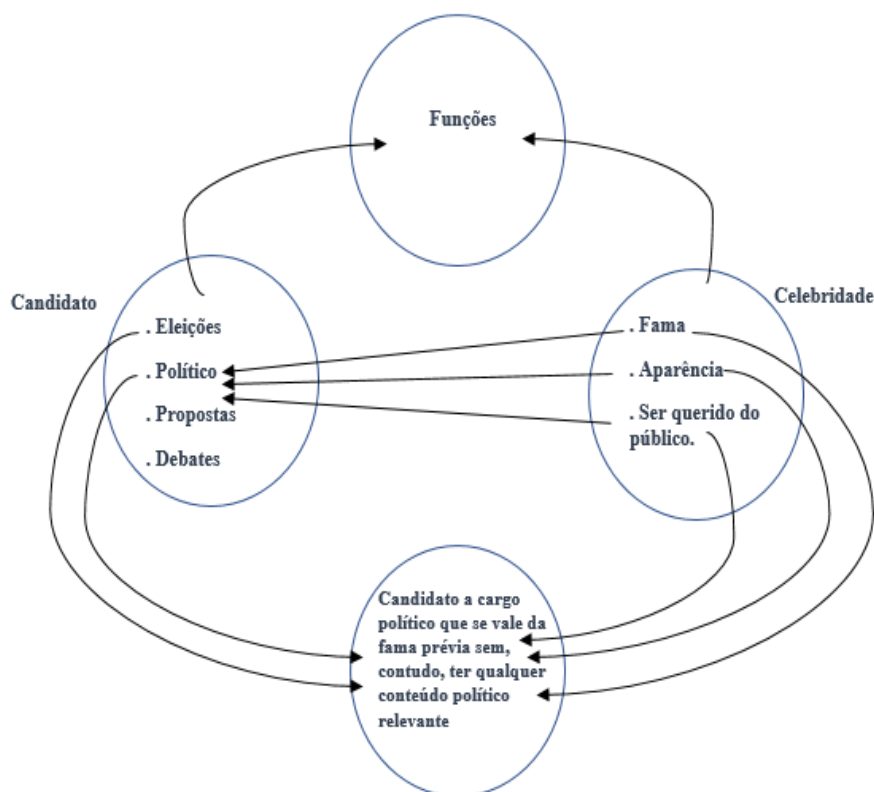 Funções
Candidato
. Eleições
. Político
. Propostas
. Debates
Celebridade
. Fama
. Aparência
. Ser querido do
público.
Candidato a cargo
político que se vale da
fama prévia sem,
contudo, ter qualquer
conteúdo político
relevante